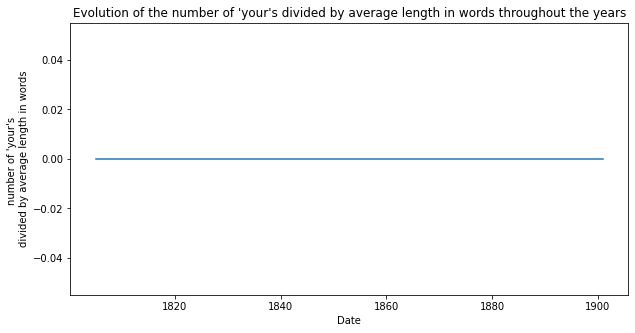 Evolution of the number of 'your's divided by average length in words throughout the years
number of 'your's
divided by average length in words
0.04
0.02
0.00
−0.02
−0.04
1820
1840
1860
1880
1900
Date